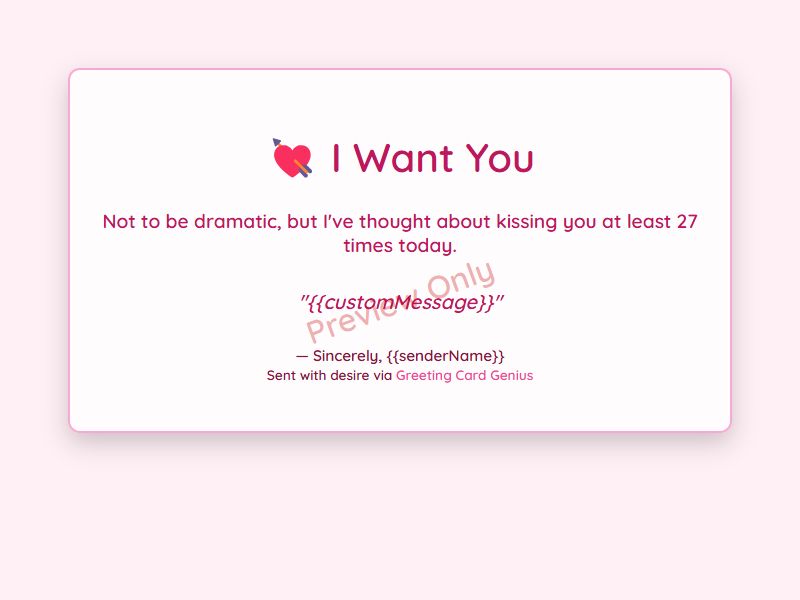 I Want You
Not to be dramatic, but I've thought about kissing you at least 27
times today.
"{{customMessage}}"
Preview Only
— Sincerely, {{senderName}}
Sent with desire via Greeting Card Genius